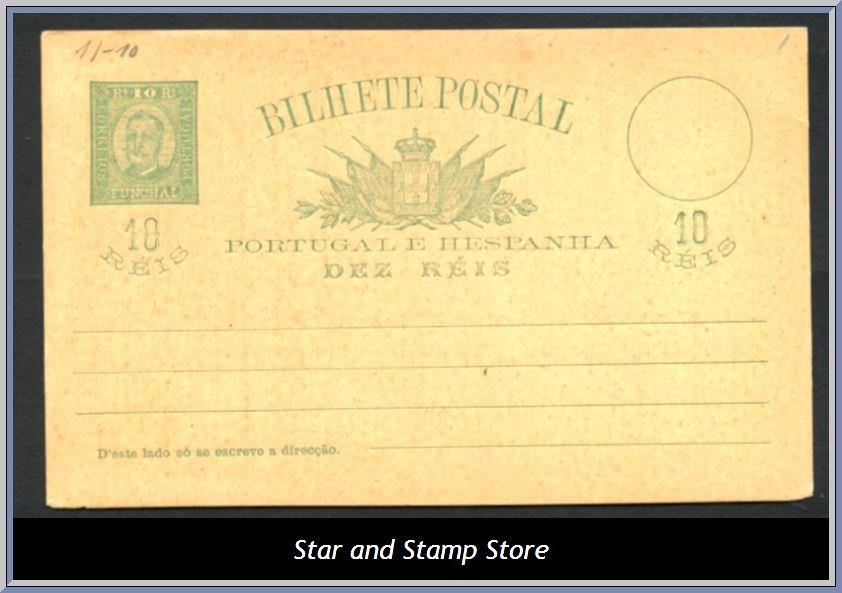 11-10
RS 10 RS
CORREIOS
PORTUGAL
FUNCHAL
10
RÉIS
BILHETE POSTAL
PORTUGAL E HESPANHA
DEZ RÉIS
10
RÉIS
D'este lado só se escreve a direcção.
Star and Stamp Store